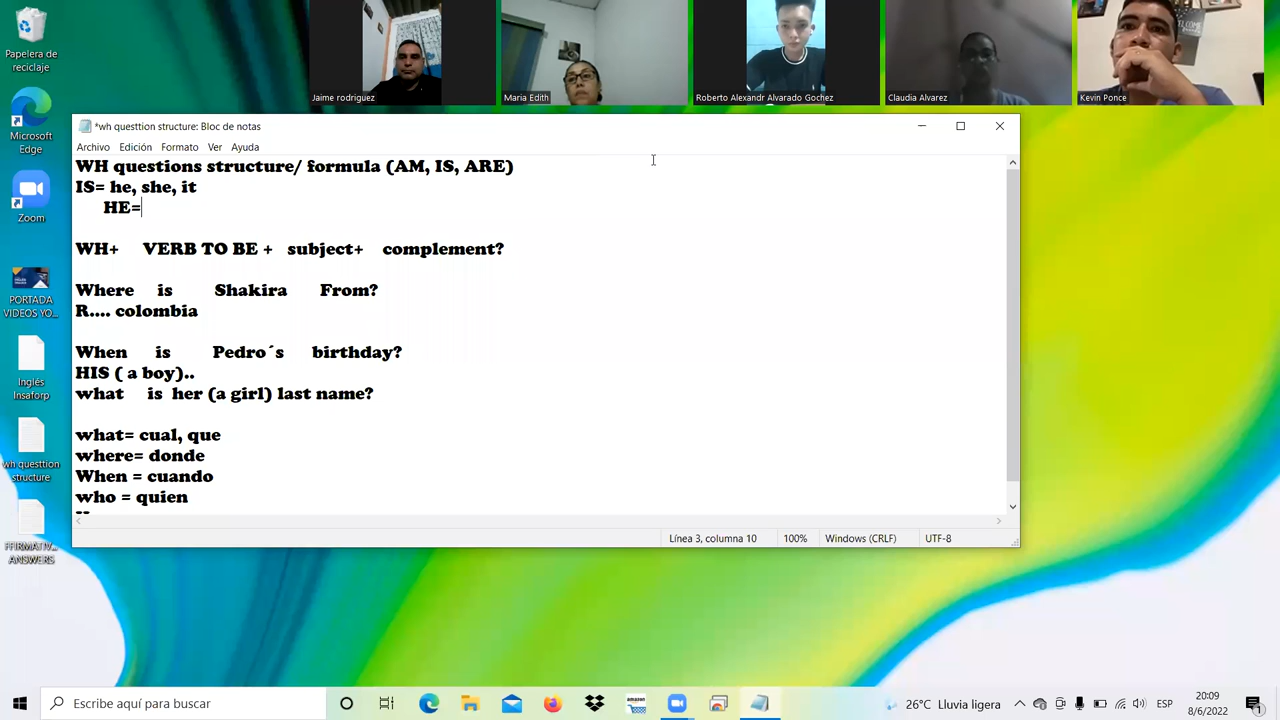 Papelera de
reciclaje
Microsoft
Edge
Zoom
PORTADA
VIDEOS YO...
Inglés
Insaforp
wh questtion
structure
FFIRMATIV...
ANSWERS
Jaime rodriguez
Maria Edith
Roberto Alexandr Alvarado Gochez
Claudia Alvarez
Kevin Ponce
*wh questtion structure: Bloc de notas
Archivo Edición Formato Ver Ayuda
WH questions structure/ formula (AM, IS, ARE)
IS= he, she, it
HE=
WH+ VERB TO BE + subject+ complement?
Where is Shakira From?
R.... colombia
When is Pedro´s birthday?
HIS ( a boy)..
what is her (a girl) last name?
what= cual, que
where= donde
When = cuando
who = quien
Línea 3, columna 10 100% Windows (CRLF) UTF-8
Escribe aquí para buscar
amazon
26°C Lluvia ligera
ESP
20:09
8/6/2022
1